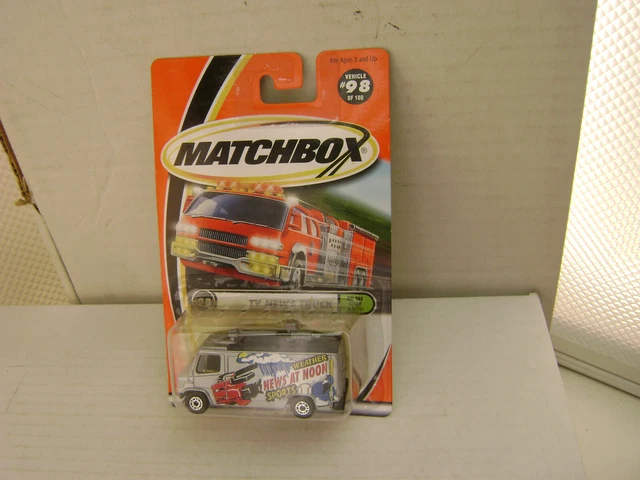 For Ages 3 and Up
VEHICLE
#98
OF 100
MATCHBOX®
TV NEWS TRUCK
WEATHER
NEWS AT NOON
SPORTS